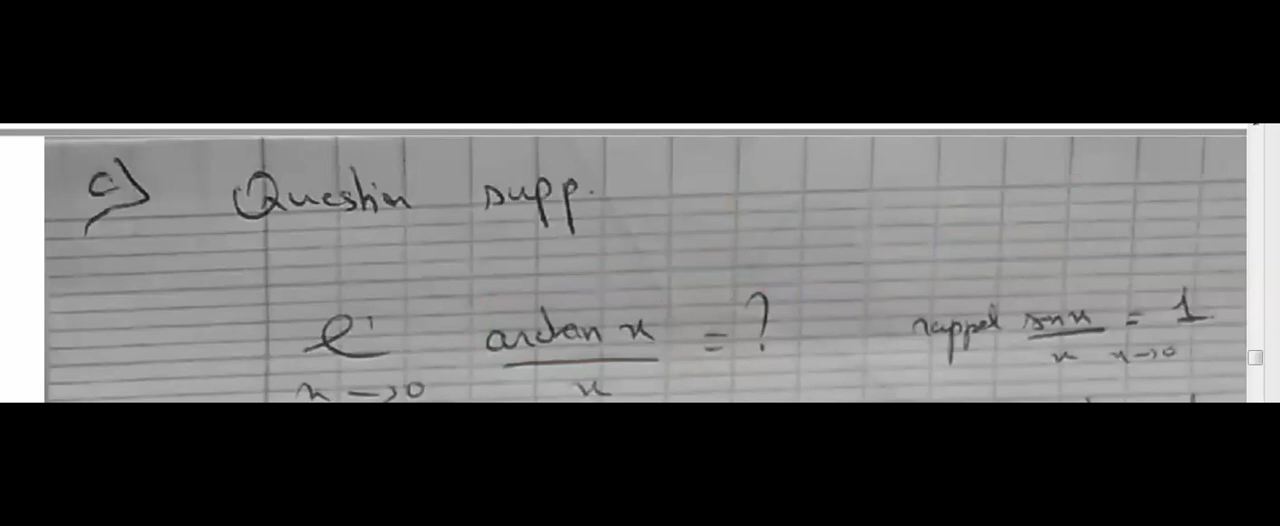 c) Question supp.
l arctan x / x = ? rappel sin x / x = 1
x → 0 x → 0